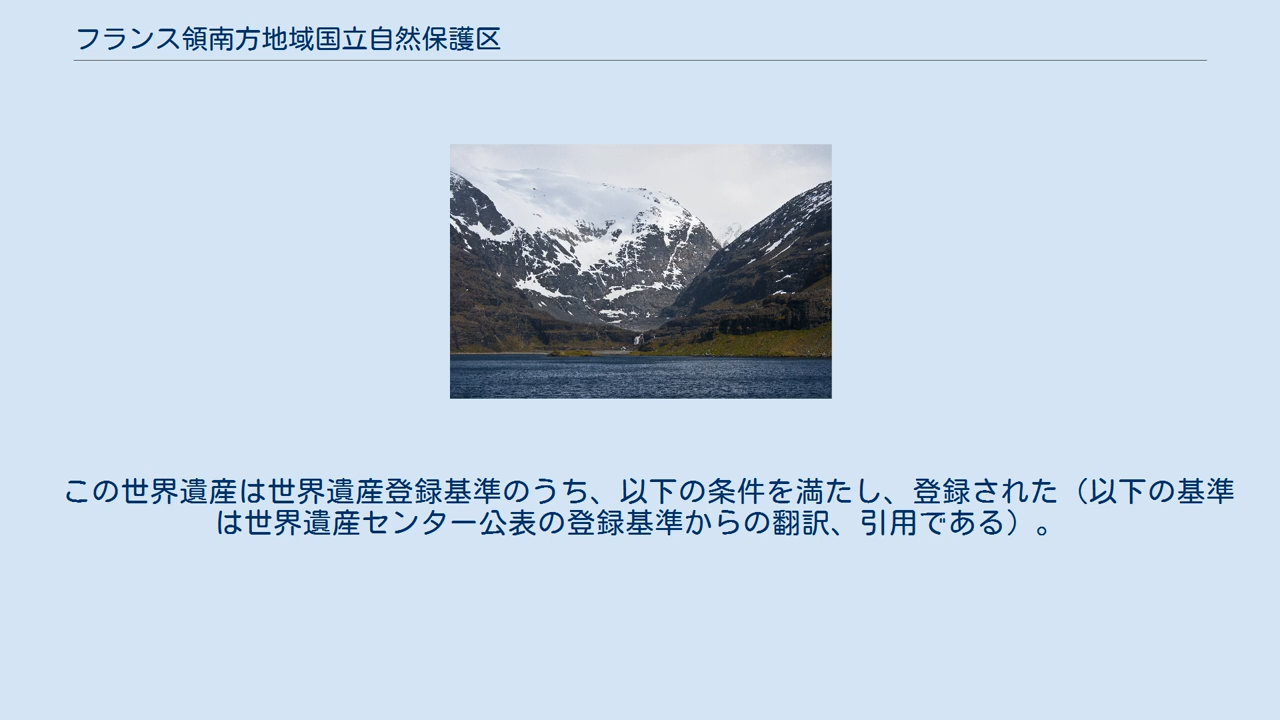 フランス領南方地域国立自然保護区
この世界遺産は世界遺産登録基準のうち、以下の条件を満たし、登録された（以下の基準
は世界遺産センター公表の登録基準からの翻訳、引用である）。